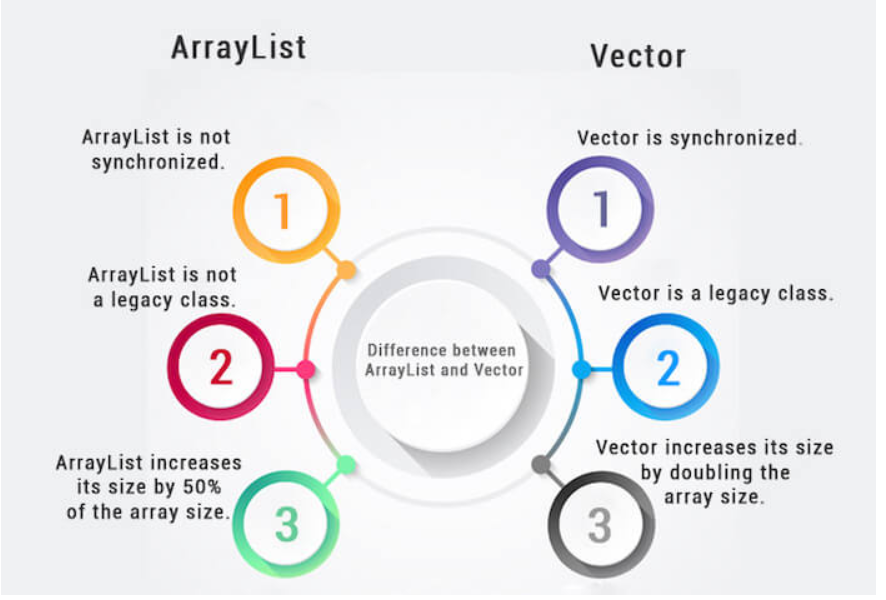 ArrayList
Vector
ArrayList is not
synchronized.
1
Vector is synchronized.
1
ArrayList is not
a legacy class.
2
Vector is a legacy class.
2
Difference between
ArrayList and Vector
ArrayList increases
its size by 50%
of the array size.
3
Vector increases its size
by doubling the
array size.
3